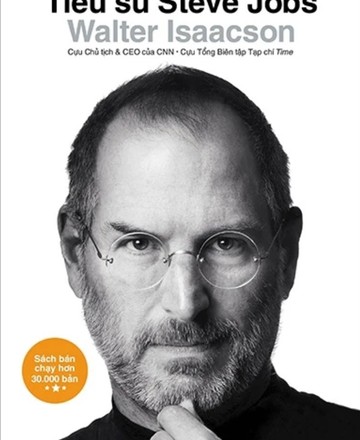 Tiểu sử Steve Jobs
Walter Isaacson
Cựu Chủ tịch & CEO của CNN • Cựu Tổng Biên tập Tạp chí Time
Sách bán
chạy hơn
30.000 bản